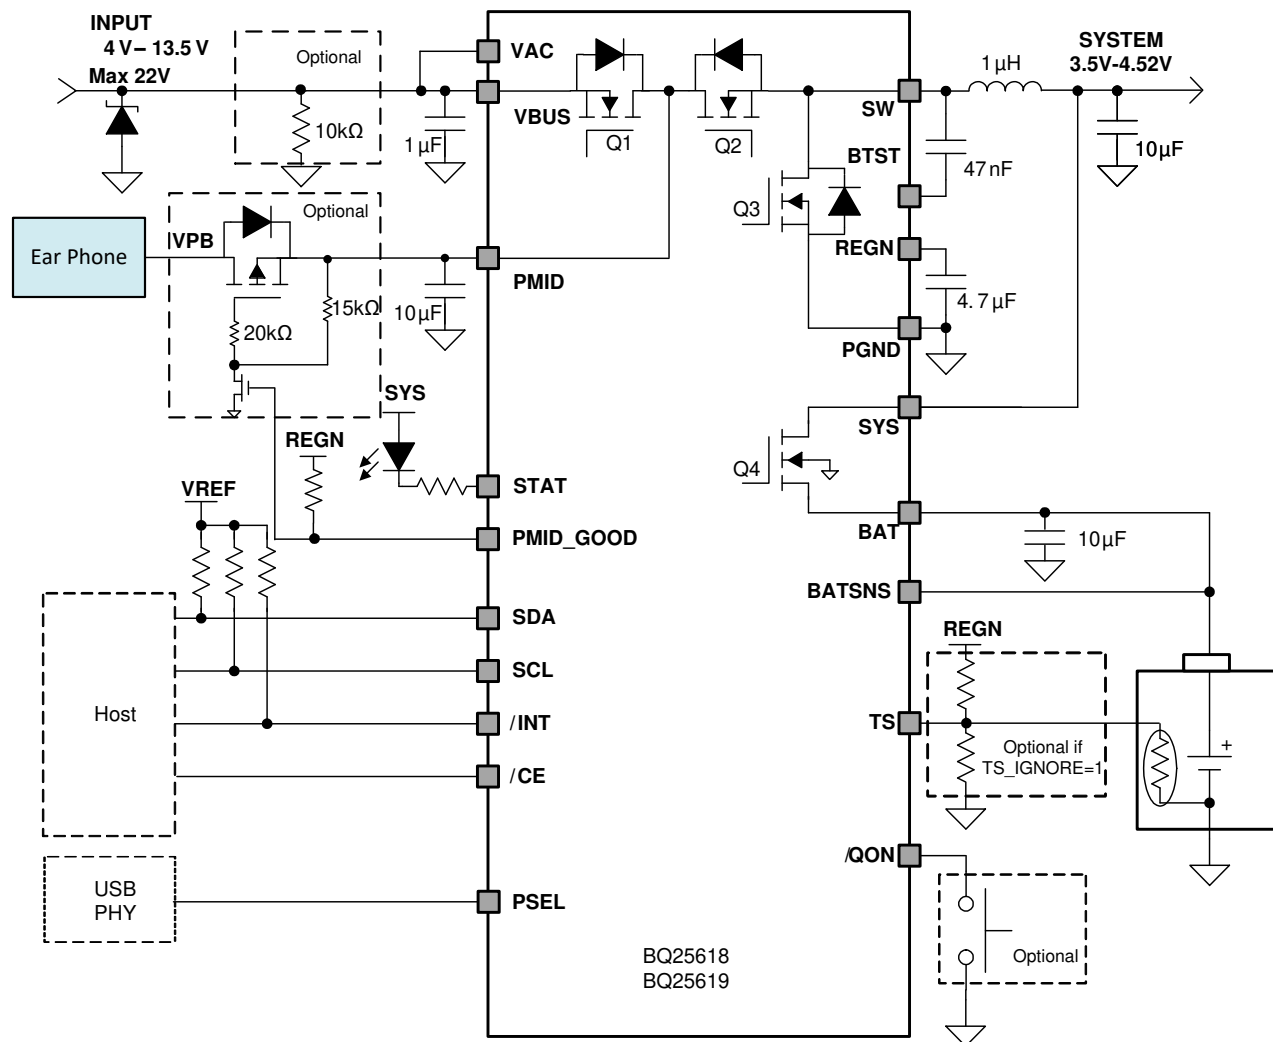 INPUT
4 V – 13.5 V
Max 22V
Optional
10kΩ
1 µF
VAC
VBUS
Q1
Q2
SW
1 µH
SYSTEM
3.5V-4.52V
10µF
BTST
47 nF
Q3
REGN
4. 7 µF
PGND
Ear Phone
VPB
Optional
15kΩ
20kΩ
10µF
PMID
SYS
SYS
Q4
REGN
STAT
VREF
PMID_GOOD
BAT
10µF
BATSNS
SDA
SCL
/INT
/CE
Host
REGN
TS
Optional if
TS_IGNORE=1
+
/QON
Optional
USB
PHY
PSEL
BQ25618
BQ25619